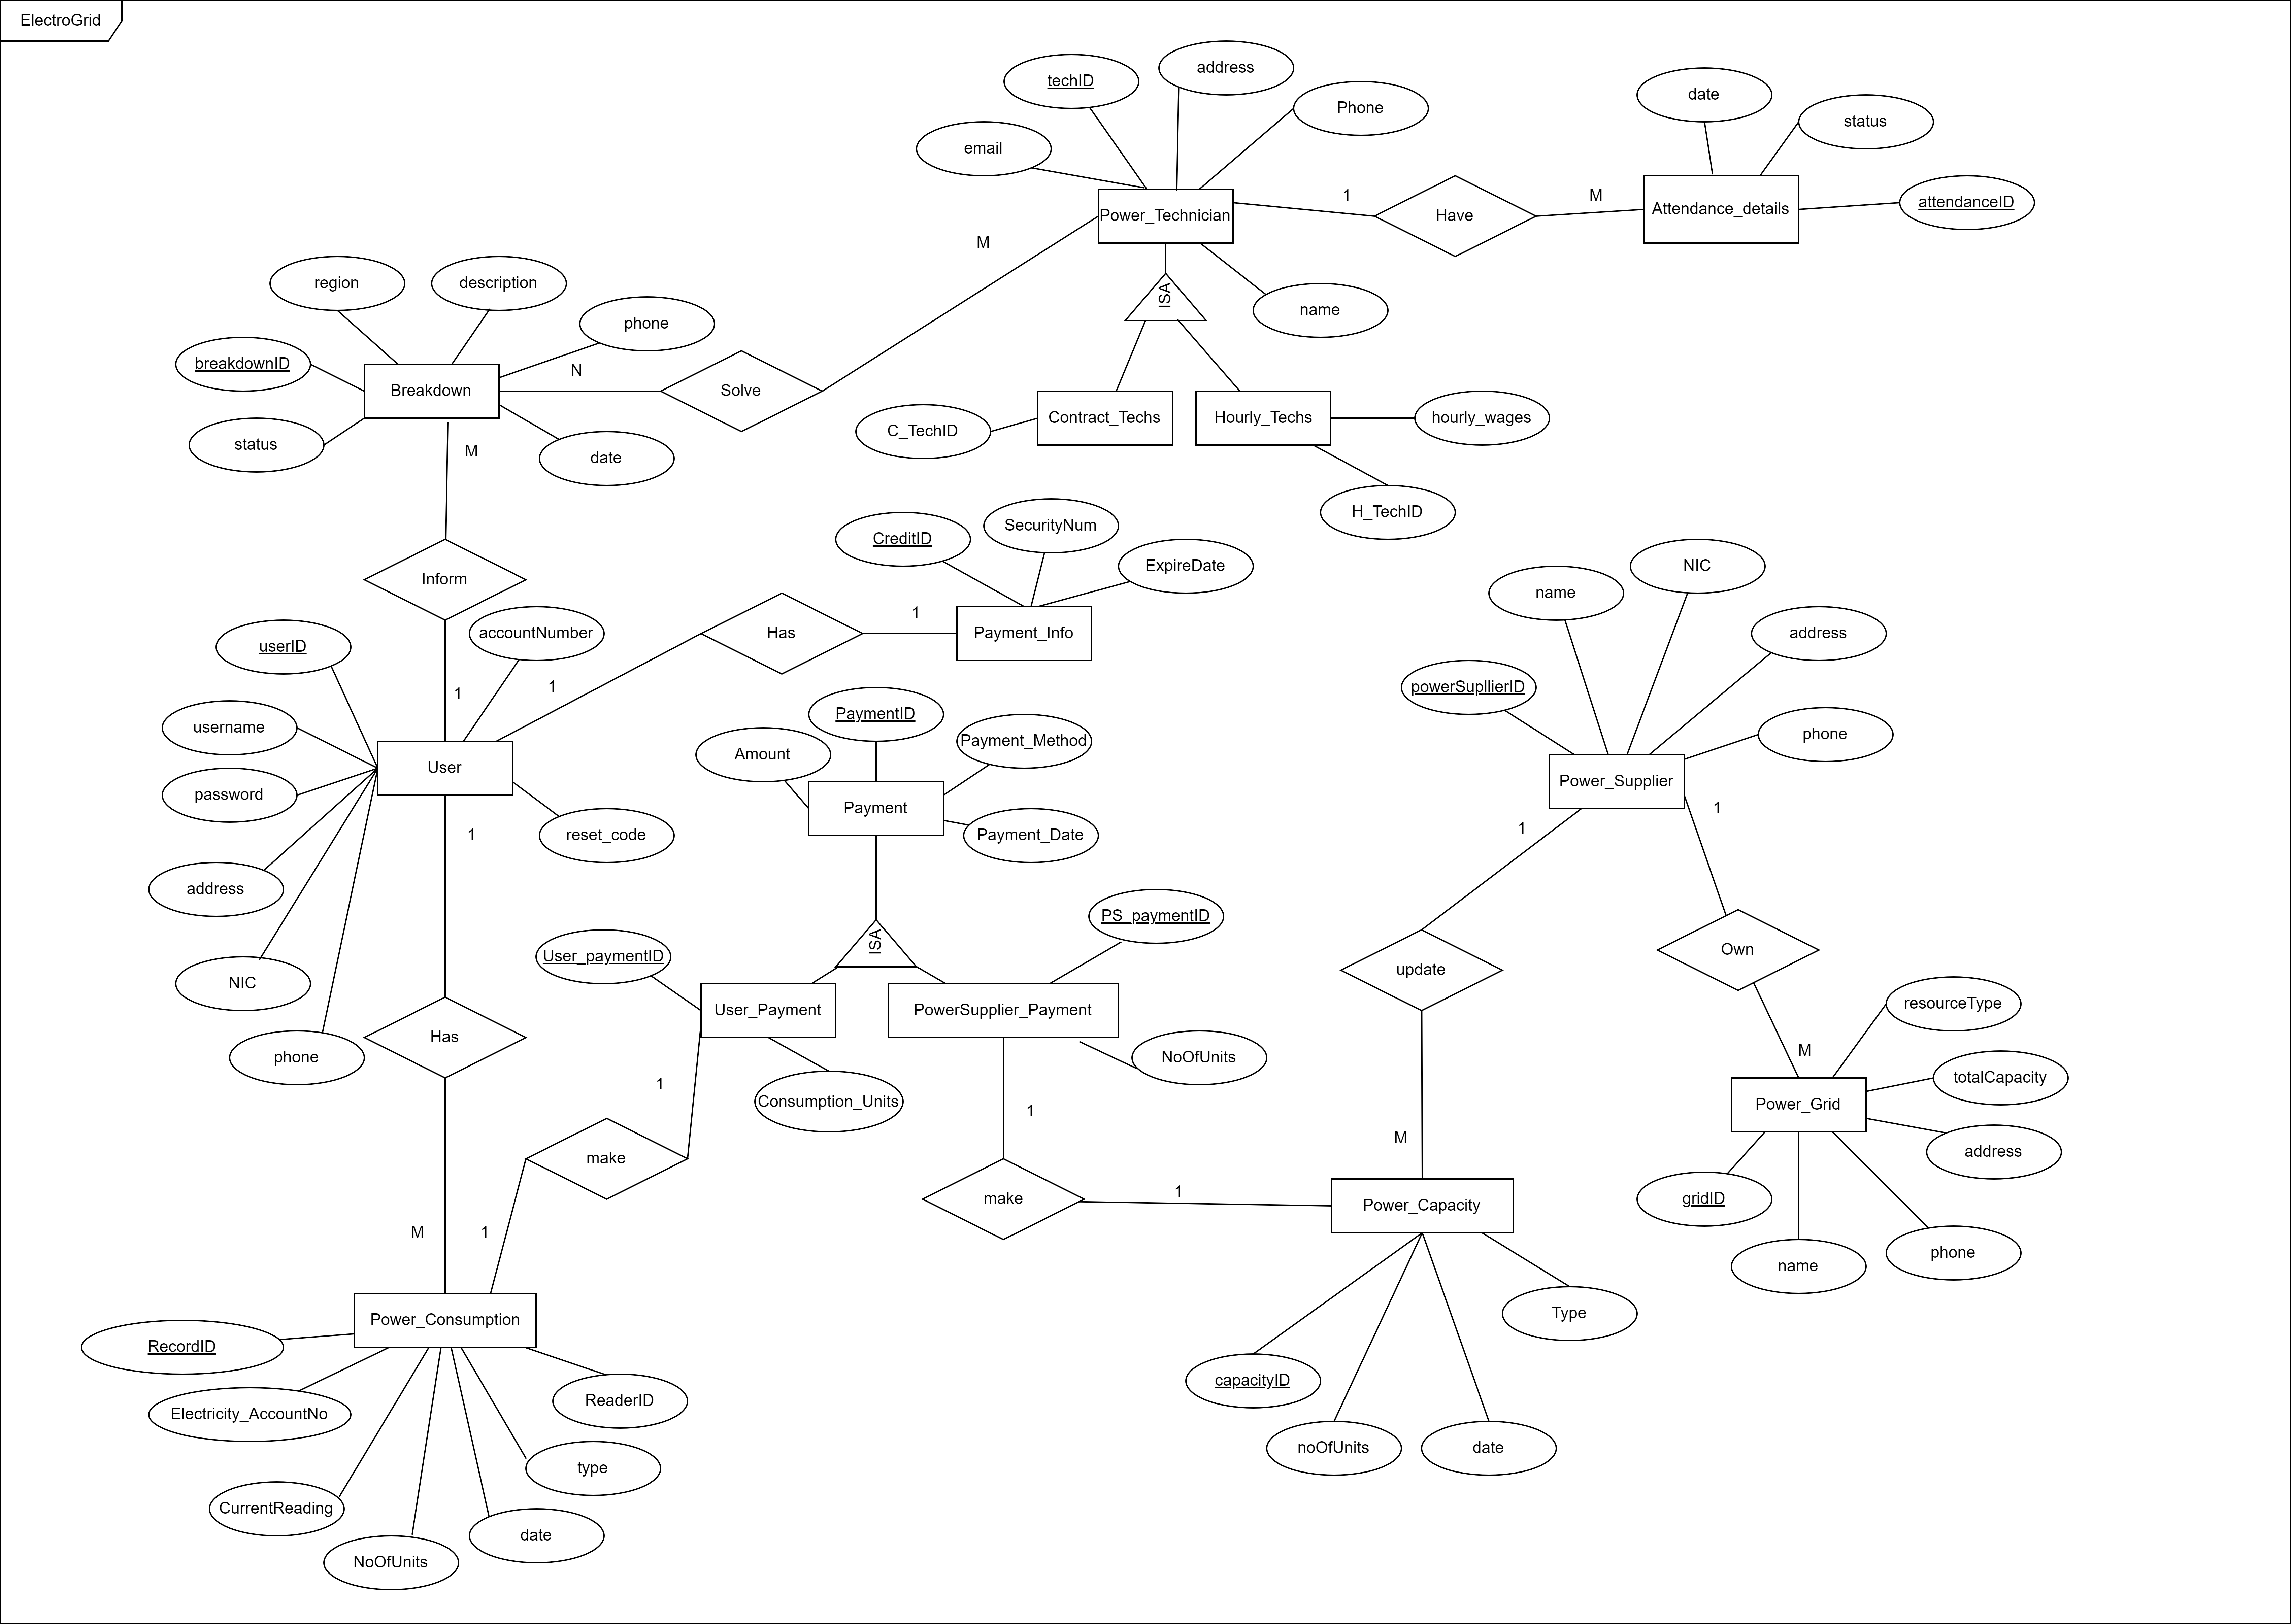 ElectroGrid
techID
address
Phone
email
Power_Technician
1
Have
M
date
status
Attendance_details
attendanceID
M
ISA
name
region
description
phone
breakdownID
Breakdown
N
Solve
status
date
M
Contract_Techs
C_TechID
Hourly_Techs
hourly_wages
H_TechID
Inform
CreditID
SecurityNum
ExpireDate
Has
1
Payment_Info
userID
accountNumber
1
1
username
password
User
address
NIC
phone
reset_code
1
Has
PaymentID
Amount
Payment_Method
Payment
Payment_Date
ISA
User_paymentID
PS_paymentID
User_Payment
PowerSupplier_Payment
NoOfUnits
Consumption_Units
1
make
1
1
make
1
M
name
NIC
address
powerSupllierID
phone
Power_Supplier
1
1
update
Own
M
M
resourceType
totalCapacity
Power_Grid
address
gridID
name
phone
Power_Capacity
Type
capacityID
noOfUnits
date
Power_Consumption
RecordID
Electricity_AccountNo
ReaderID
type
CurrentReading
date
NoOfUnits